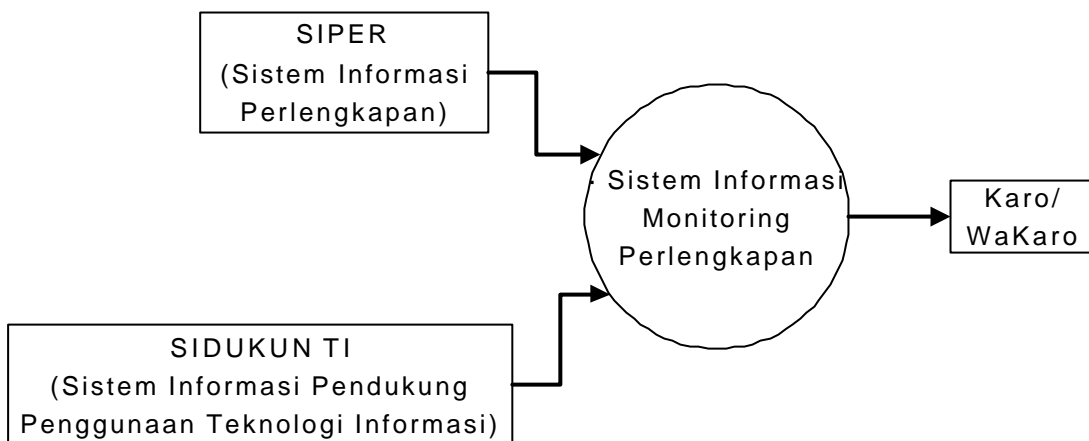 SIPER
(Sistem Informasi
Perlengkapan)
Sistem Informasi
Monitoring
Perlengkapan
Karo/
WaKaro
SIDUKUN TI
(Sistem Informasi Pendukung
Penggunaan Teknologi Informasi)